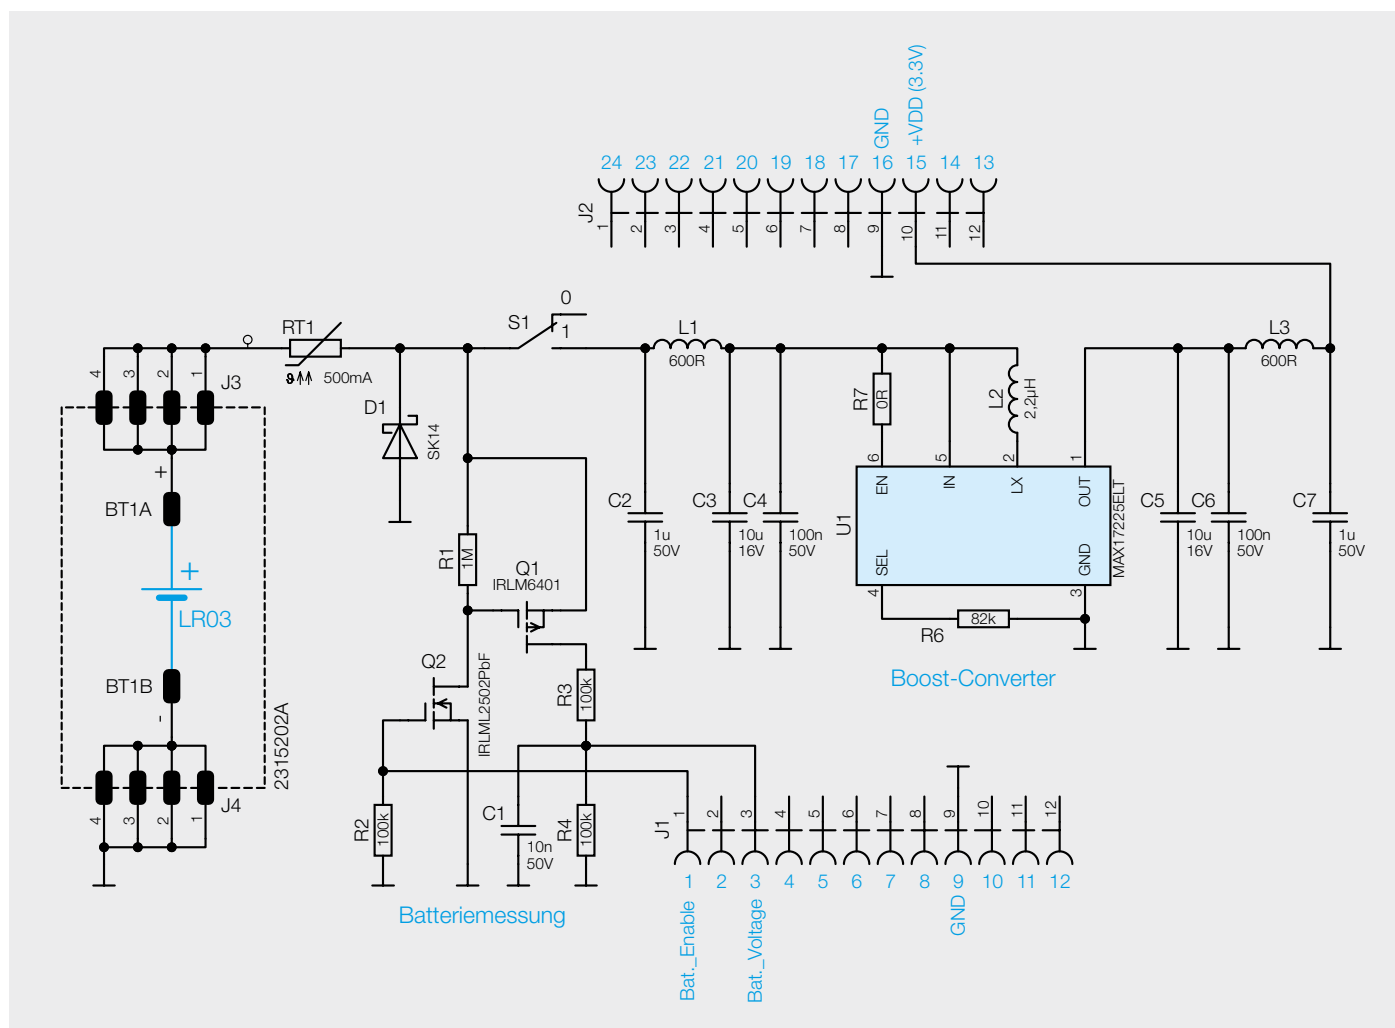 +VDD (3.3V)
GND
24 23 22 21 20 19 18 17 16 15 14 13
J2
1 2 3 4 5 6 7 8 9 10 11 12
RT1
ϑ 500mA
S1
0
1
L1
600R
L3
600R
4 3 2 1
J3
D1
SK14
R7
0R
L2
2,2µH
6 5 2 1
EN IN LX OUT
U1
MAX17225ELT
SEL GND
4 3
R6
82k
Boost-Converter
C2
1u
50V
C3
10u
16V
C4
100n
50V
C5
10u
16V
C6
100n
50V
C7
1u
50V
+
BT1A
+
LR03
BT1B
-
2315202A
4 3 2 1
J4
R1
1M
Q1
IRLM6401
Q2
IRLML2502PbF
R3
100k
R2
100k
C1
10n
50V
R4
100k
Batteriemessung
J1
1 2 3 4 5 6 7 8 9 10 11 12
1 2 3 4 5 6 7 8 9 10 11 12
Bat._Enable
Bat._Voltage
GND